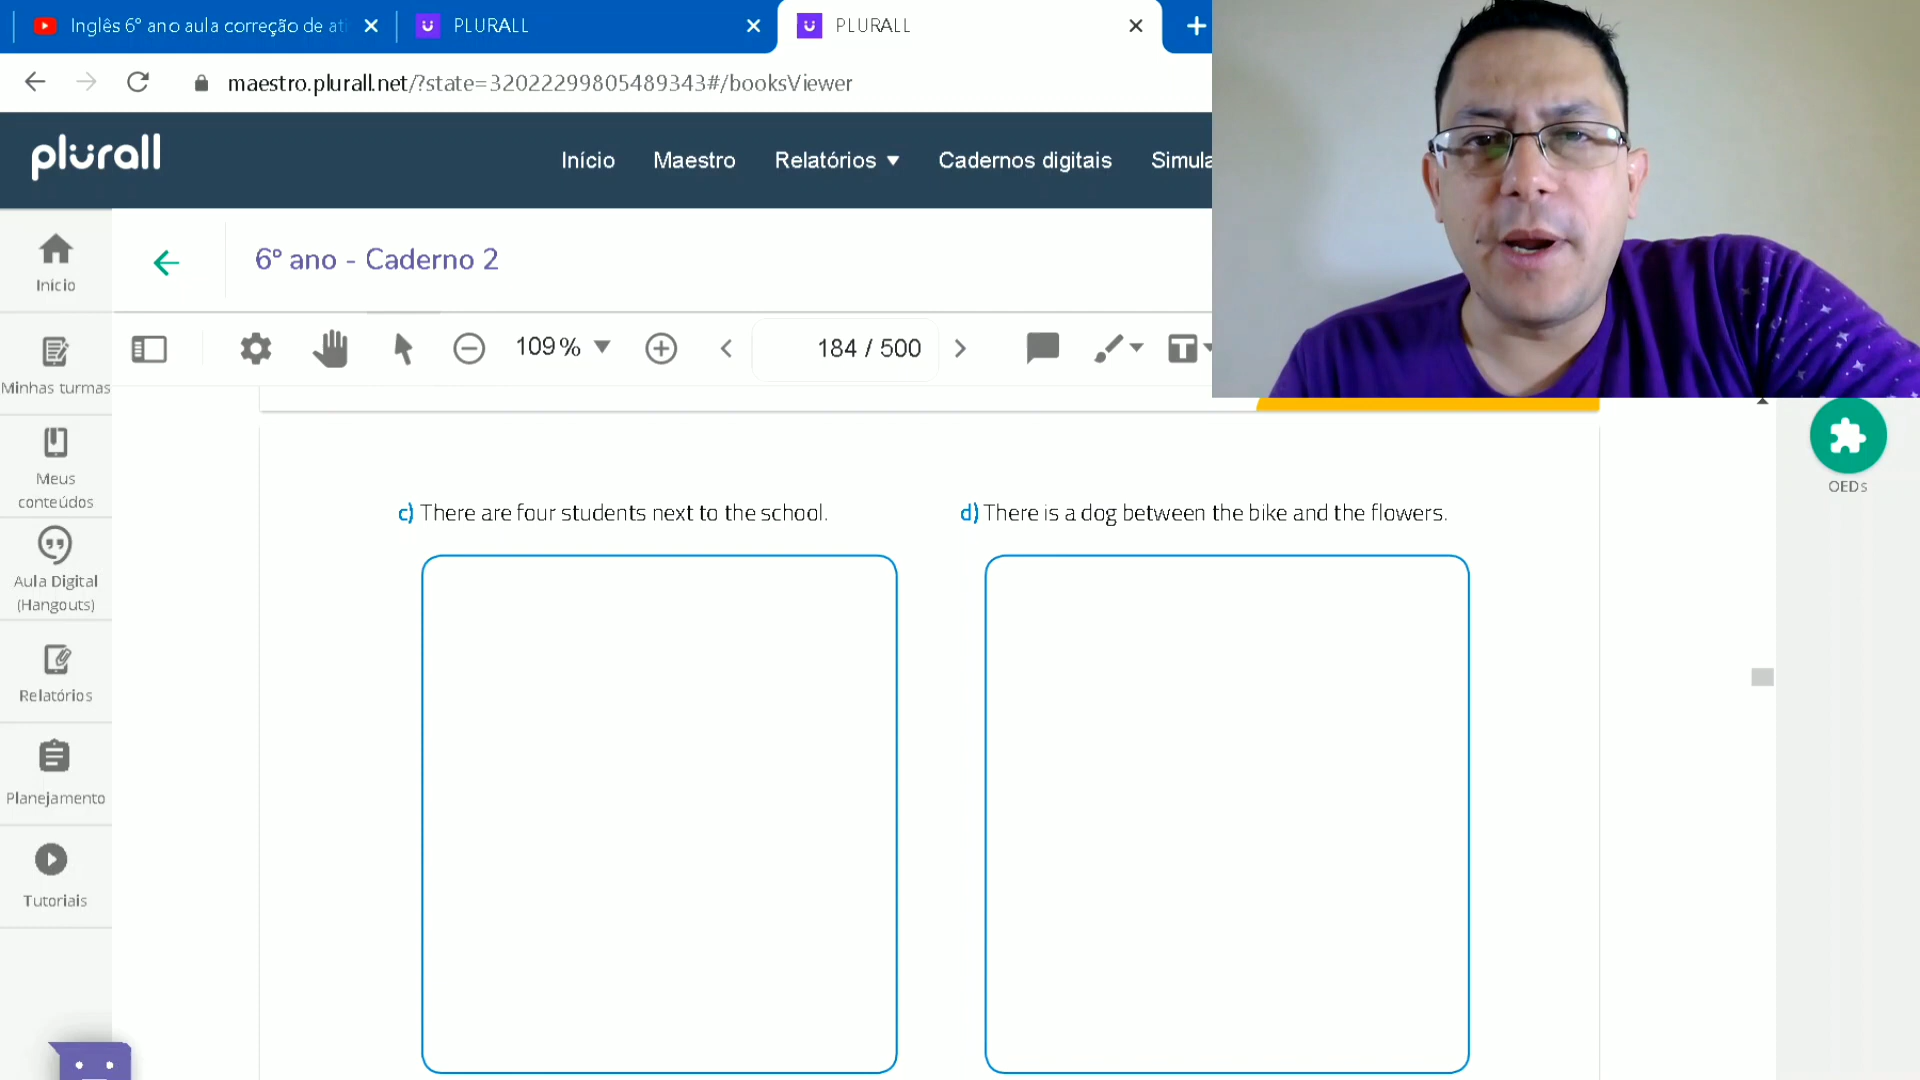 Inglês 6º ano aula correção de ati
PLURALL
PLURALL
maestro.plurall.net/?state=32022299805489343#/booksViewer
plurall
Início
Maestro
Relatórios
Cadernos digitais
Simula
6º ano - Caderno 2
109%
184 / 500
T
Início
Minhas turmas
Meus
conteúdos
Aula Digital
(Hangouts)
Relatórios
Planejamento
Tutoriais
OEDs
c) There are four students next to the school.
d) There is a dog between the bike and the flowers.